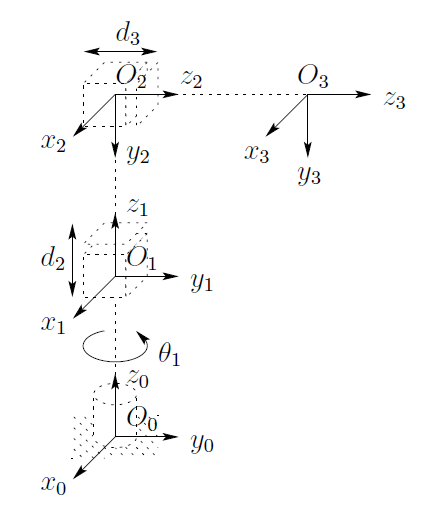 d₃
O₂ z₂ O₃
z₃
x₂ y₂ x₃
y₃
z₁
d₂ O₁
y₁
x₁
θ₁
z₀
O₀
y₀
x₀